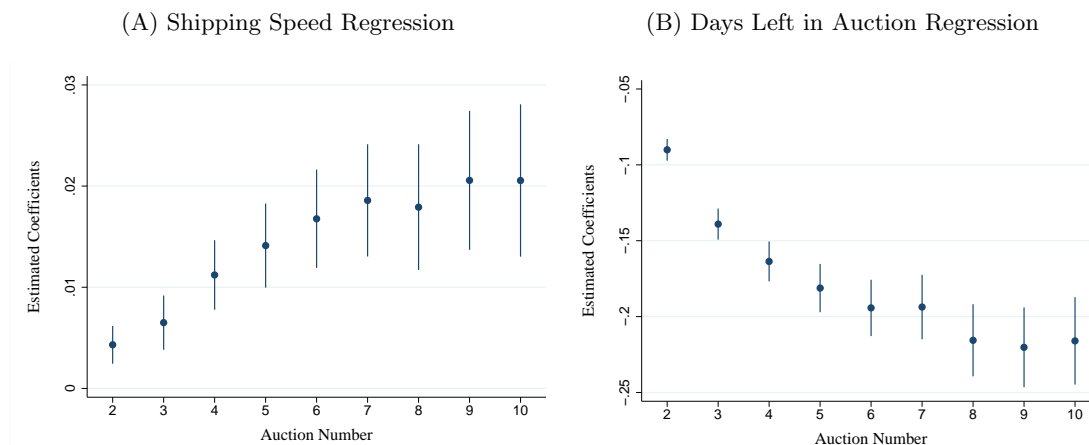 (A) Shipping Speed Regression
.03
.02
.01
0
Estimated Coefficients
2 3 4 5 6 7 8 9 10
Auction Number
(B) Days Left in Auction Regression
-.05
-.1
-.15
-.2
-.25
Estimated Coefficients
2 3 4 5 6 7 8 9 10
Auction Number